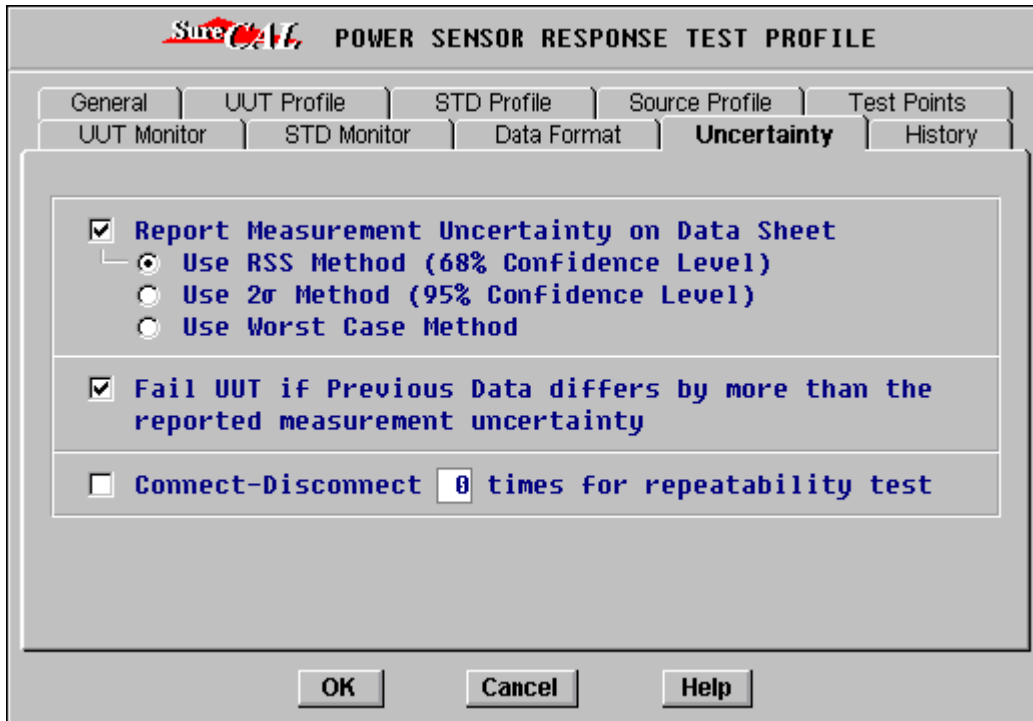 SureCAL POWER SENSOR RESPONSE TEST PROFILE
General UUT Profile STD Profile Source Profile Test Points
UUT Monitor STD Monitor Data Format Uncertainty History
Report Measurement Uncertainty on Data Sheet
Use RSS Method (68% Confidence Level)
Use 2σ Method (95% Confidence Level)
Use Worst Case Method
Fail UUT if Previous Data differs by more than the
reported measurement uncertainty
Connect-Disconnect 0 times for repeatability test
OK Cancel Help